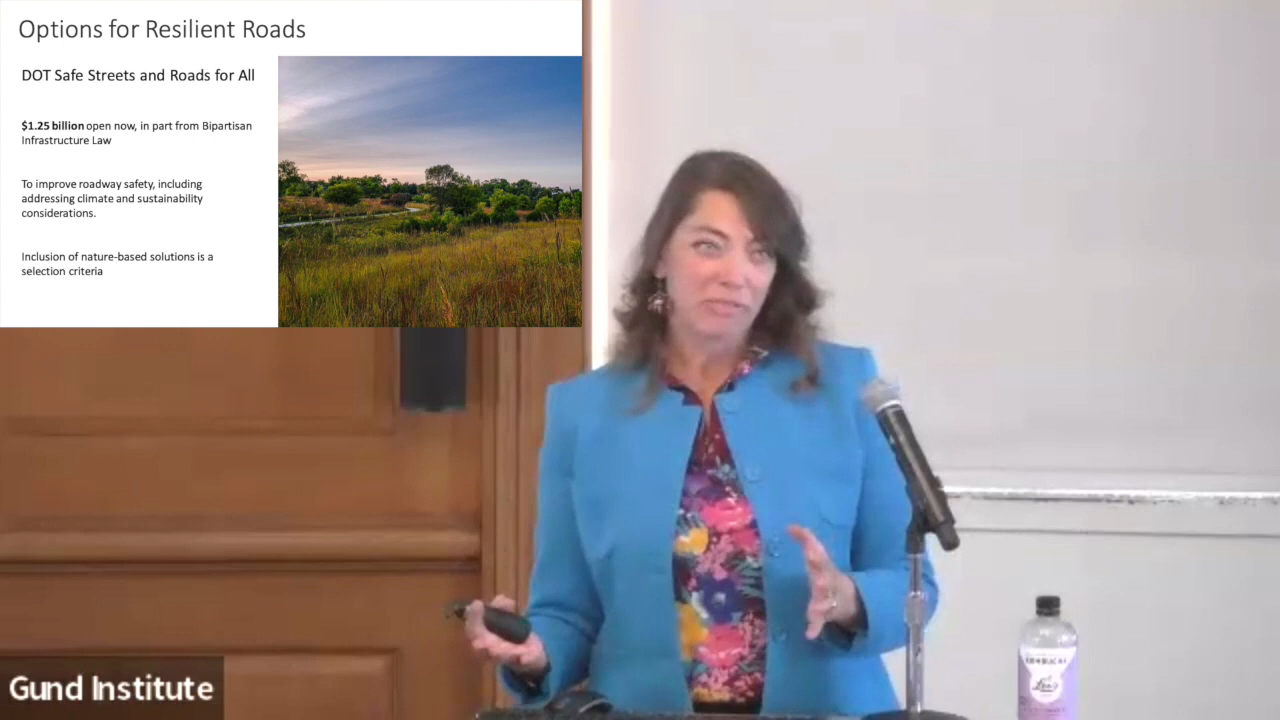 Options for Resilient Roads
DOT Safe Streets and Roads for All
$1.25 billion open now, in part from Bipartisan
Infrastructure Law
To improve roadway safety, including
addressing climate and sustainability
considerations.
Inclusion of nature-based solutions is a
selection criteria
Gund Institute